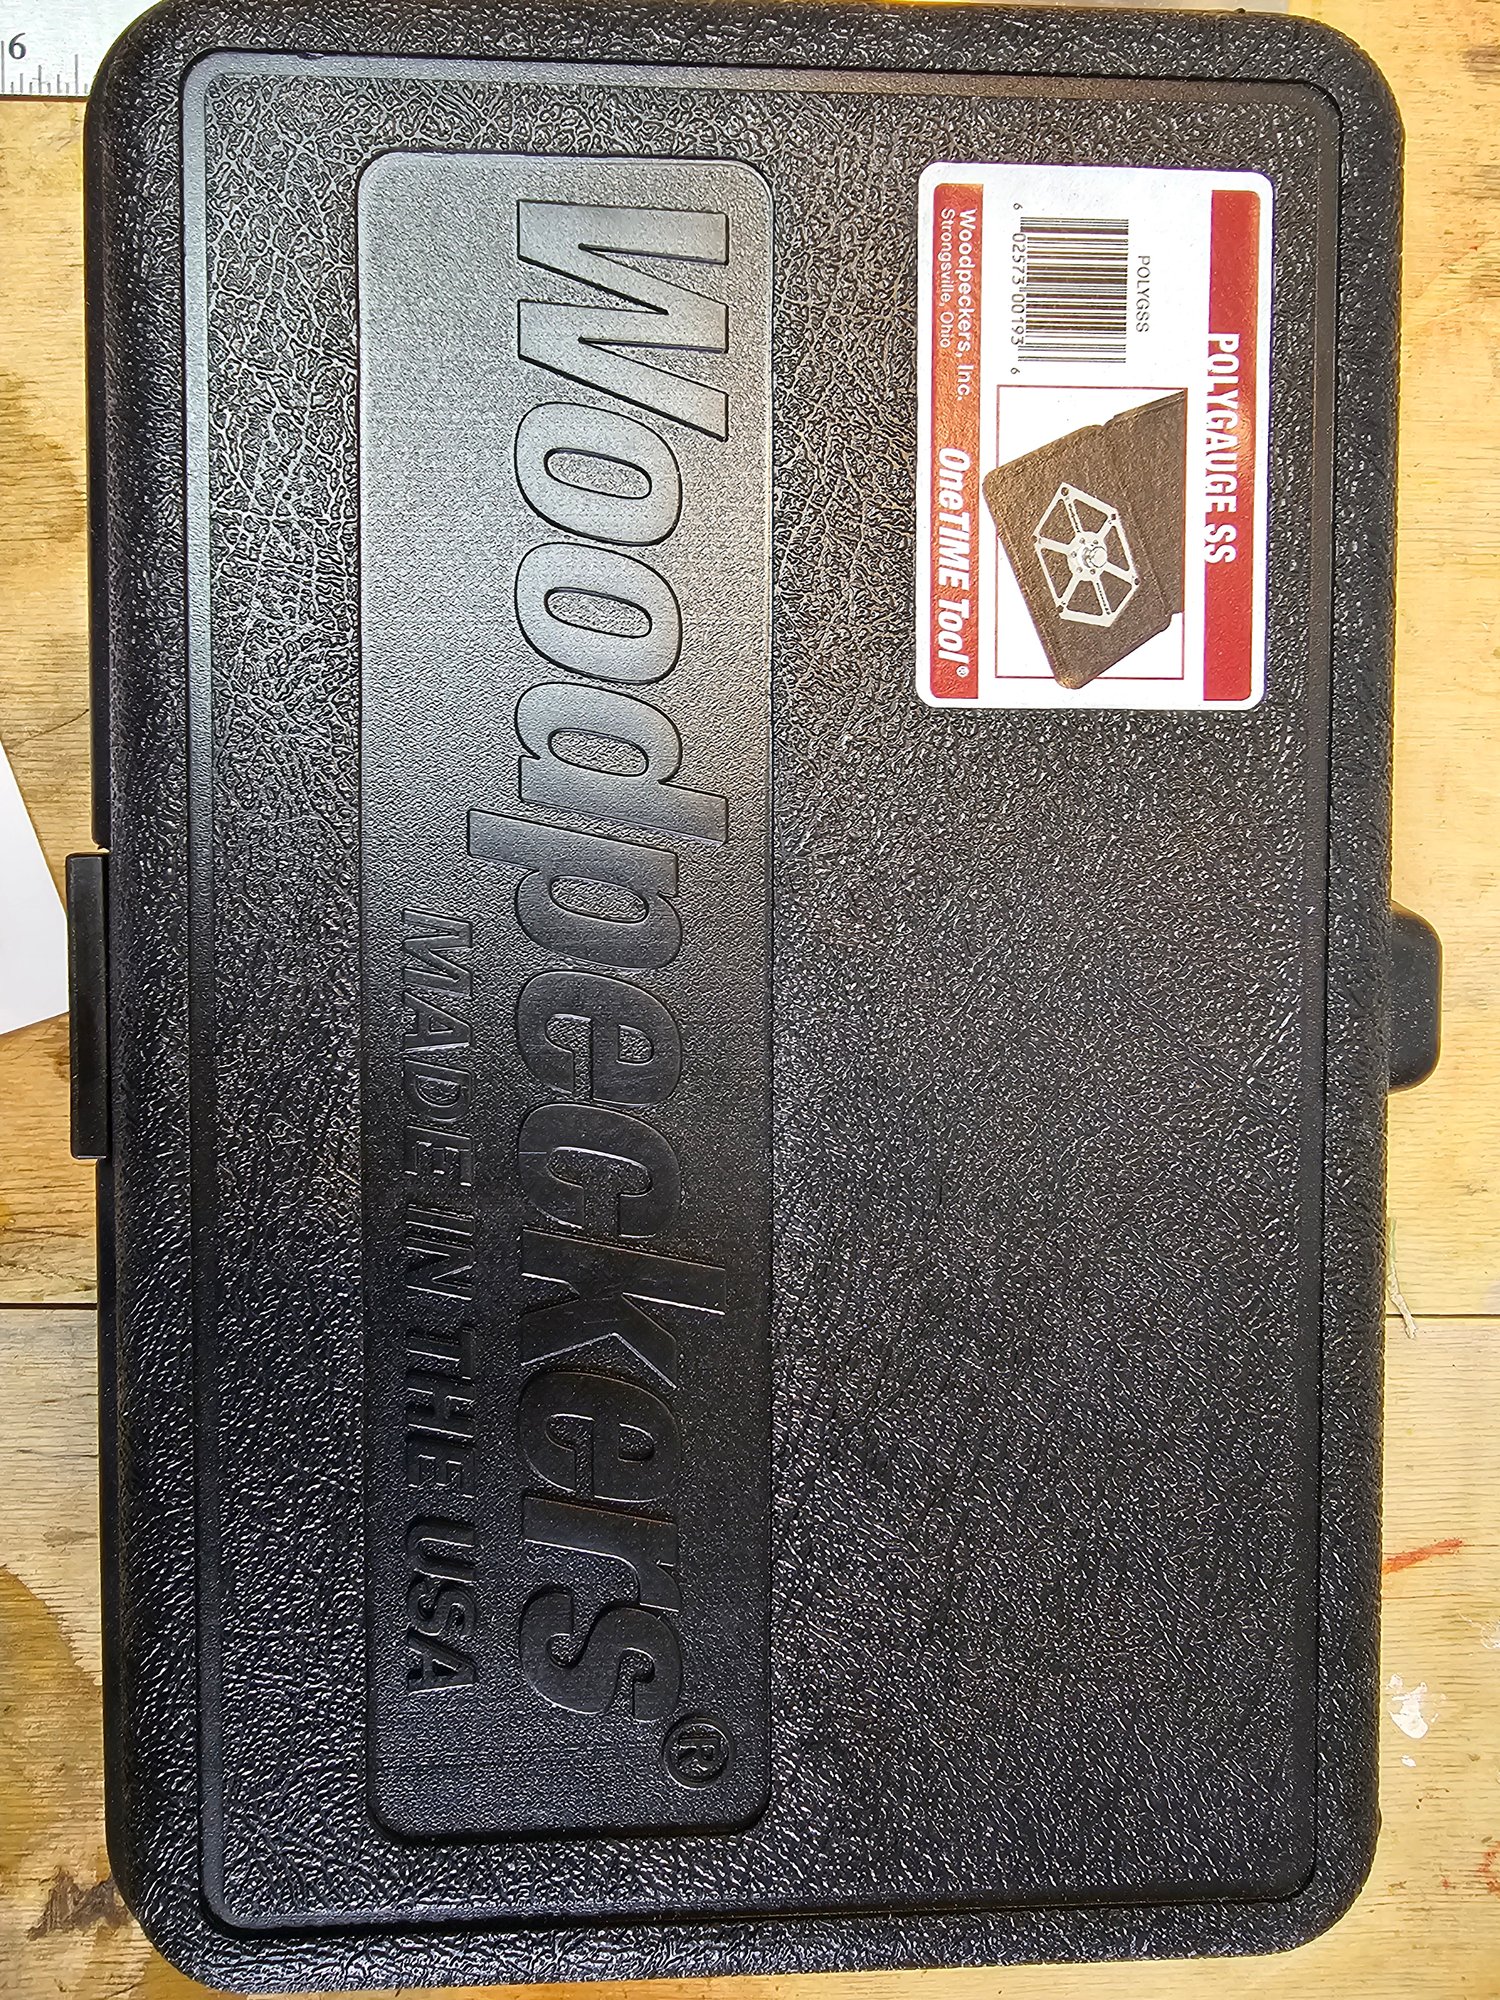 POLYGAUGE SS
POLYGSS
6 02573 00193 6
Woodpeckers, Inc.
Strongsville, Ohio
OneTIME Tool®
Woodpeckers®
MADE IN THE USA
6